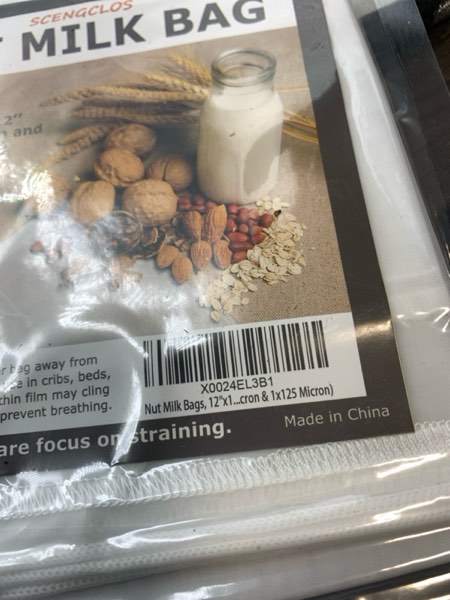 SCENGCLOS
MILK BAG
2"
and
bag away from
in cribs, beds,
thin film may cling
prevent breathing.
X0024EL3B1
Nut Milk Bags, 12"x1...cron & 1x125 Micron)
Made in China
are focus on straining.